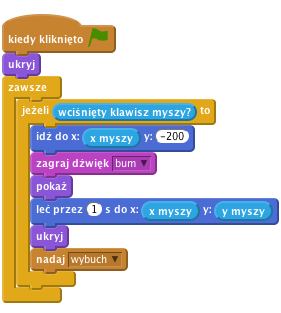 kiedy kliknięto
ukryj
zawsze
jeżeli wciśnięty klawisz myszy? to
idź do x: x myszy y: -200
zagraj dźwięk bum
pokaż
leć przez 1 s do x: x myszy y: y myszy
ukryj
nadaj wybuch